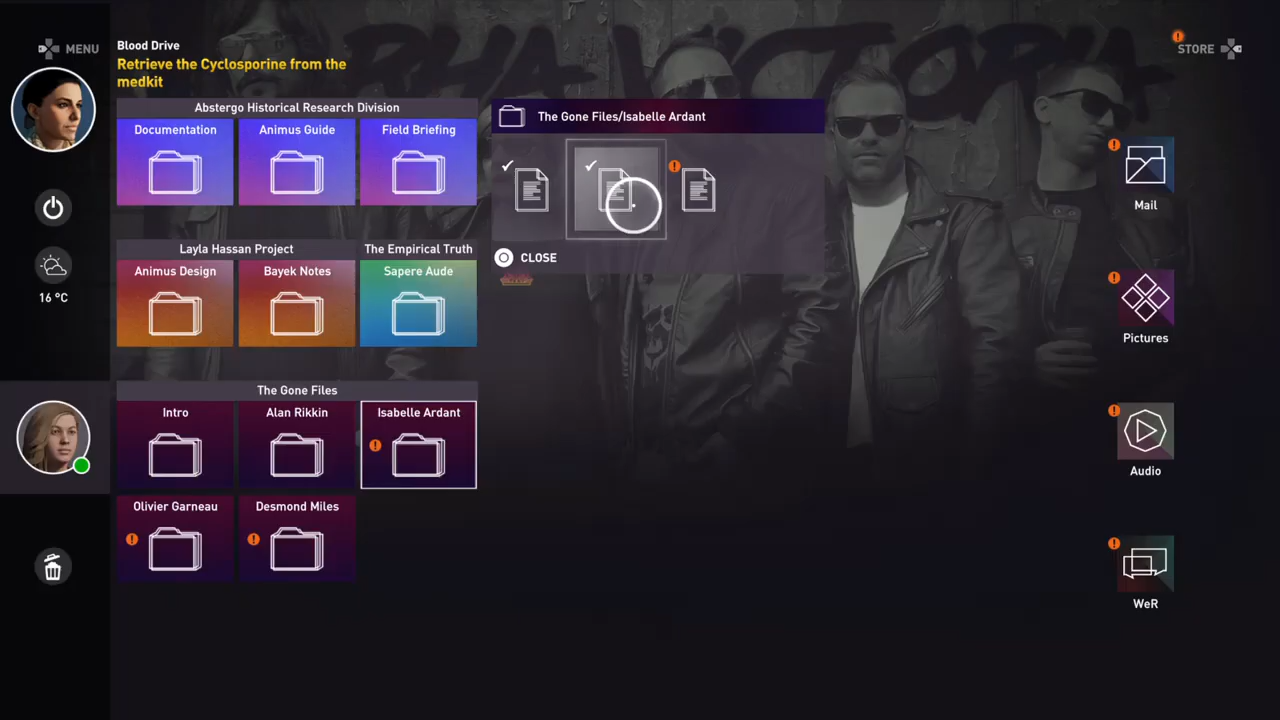 MENU
Blood Drive
Retrieve the Cyclosporine from the
medkit
STORE
Abstergo Historical Research Division
Documentation
Animus Guide
Field Briefing
The Gone Files/Isabelle Ardant
CLOSE
Layla Hassan Project
The Empirical Truth
Animus Design
Bayek Notes
Sapere Aude
16 °C
The Gone Files
Intro
Alan Rikkin
Isabelle Ardant
Olivier Garneau
Desmond Miles
Mail
Pictures
Audio
WeR